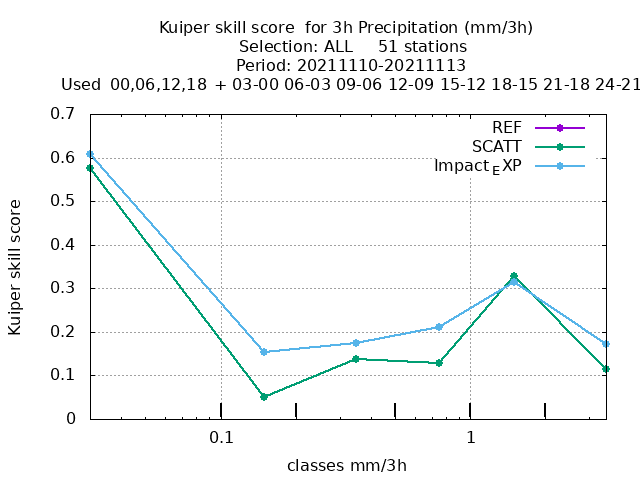 Kuiper skill score  for 3h Precipitation (mm/3h)
Selection: ALL     51 stations
Period: 20211110-20211113
Used  00,06,12,18  + 03-00 06-03 09-06 12-09 15-12 18-15 21-18 24-21
0.7
0.6
0.5
0.4
0.3
0.2
0.1
0
REF
SCATT
Impact_EXP
Kuiper skill score
0.1
1
classes mm/3h